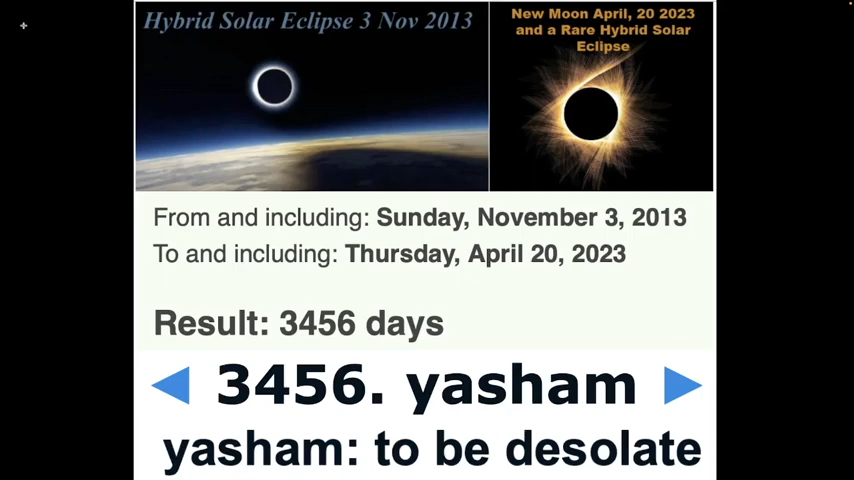 Hybrid Solar Eclipse 3 Nov 2013
New Moon April, 20 2023
and a Rare Hybrid Solar
Eclipse
From and including: Sunday, November 3, 2013
To and including: Thursday, April 20, 2023
Result: 3456 days
3456. yasham
yasham: to be desolate